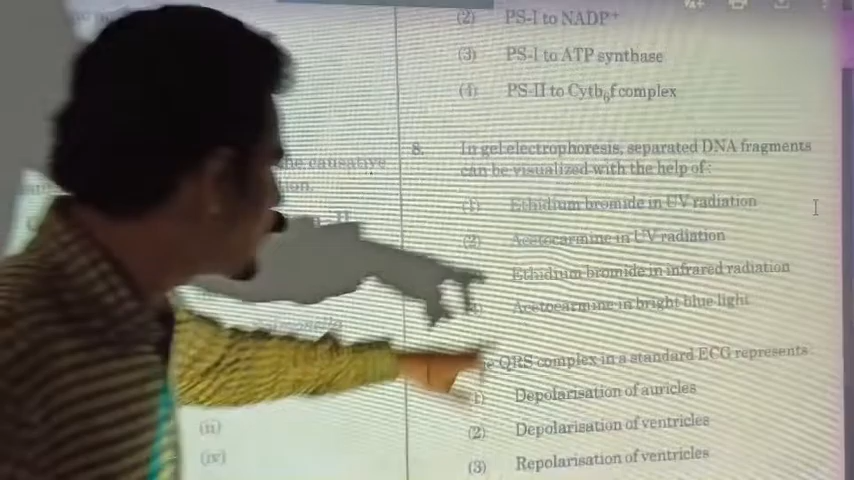 he causative
tion.
(ii)
(iv)
(2) PS-I to NADP+
(3) PS-I to ATP synthase
(4) PS-II to Cytb6f complex
8. In gel electrophoresis, separated DNA fragments
can be visualized with the help of :
(1) Ethidium bromide in UV radiation
(2) Acetocarmine in UV radiation
Ethidium bromide in infrared radiation
Acetocarmine in bright blue light
e QRS complex in a standard ECG represents
1) Depolarisation of auricles
(2) Depolarisation of ventricles
(3) Repolarisation of ventricles